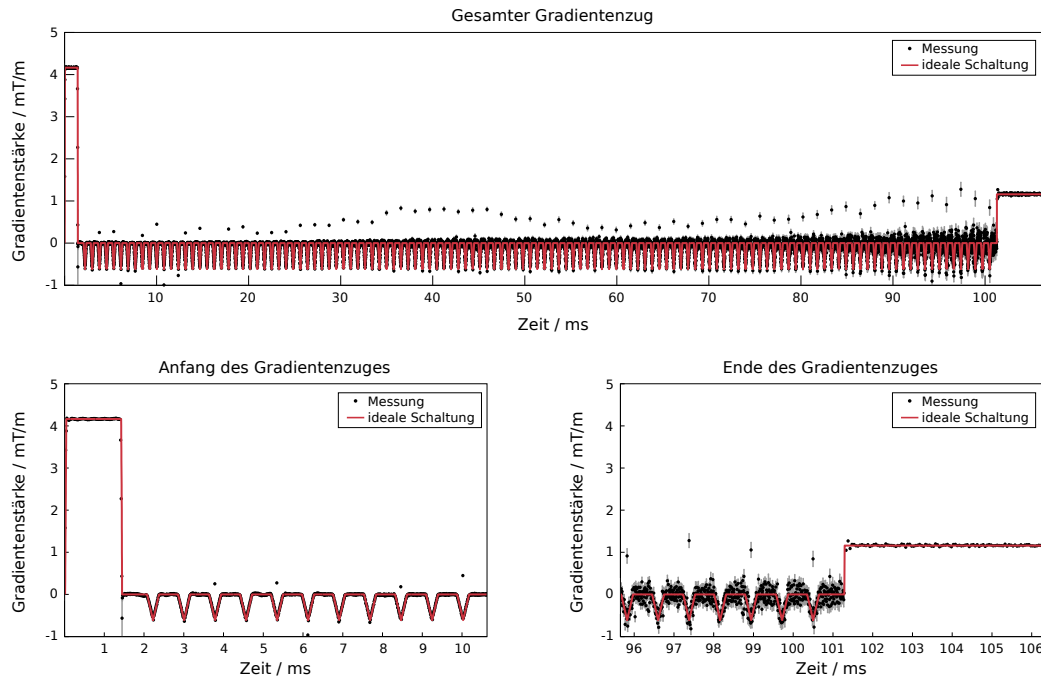 Gesamter Gradientenzug
Gradientenstärke / mT/m
5
4
3
2
1
0
-1
Messung
ideale Schaltung
10 20 30 40 50 60 70 80 90 100
Zeit / ms
Anfang des Gradientenzuges
Gradientenstärke / mT/m
5
4
3
2
1
0
-1
Messung
ideale Schaltung
1 2 3 4 5 6 7 8 9 10
Zeit / ms
Ende des Gradientenzuges
Gradientenstärke / mT/m
5
4
3
2
1
0
-1
Messung
ideale Schaltung
96 97 98 99 100 101 102 103 104 105 106
Zeit / ms